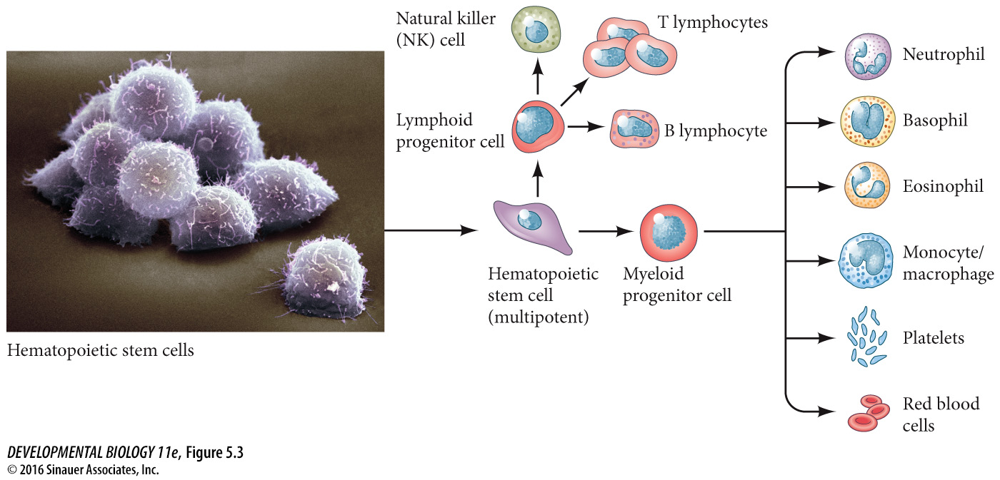 Natural killer
(NK) cell
T lymphocytes
Lymphoid
progenitor cell
B lymphocyte
Hematopoietic
stem cell
(multipotent)
Myeloid
progenitor cell
Neutrophil
Basophil
Eosinophil
Monocyte/
macrophage
Platelets
Red blood
cells
Hematopoietic stem cells
DEVELOPMENTAL BIOLOGY 11e, Figure 5.3
© 2016 Sinauer Associates, Inc.